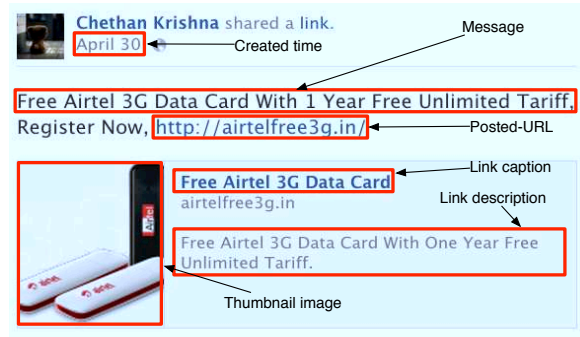 Chethan Krishna shared a link.
Message
April 30
Created time
Free Airtel 3G Data Card With 1 Year Free Unlimited Tariff,
Register Now, http://airtelfree3g.in/
Posted-URL
Link caption
Free Airtel 3G Data Card
airtelfree3g.in
Link description
Free Airtel 3G Data Card With One Year Free
Unlimited Tariff.
Airtel
airtel
airtel
Thumbnail image